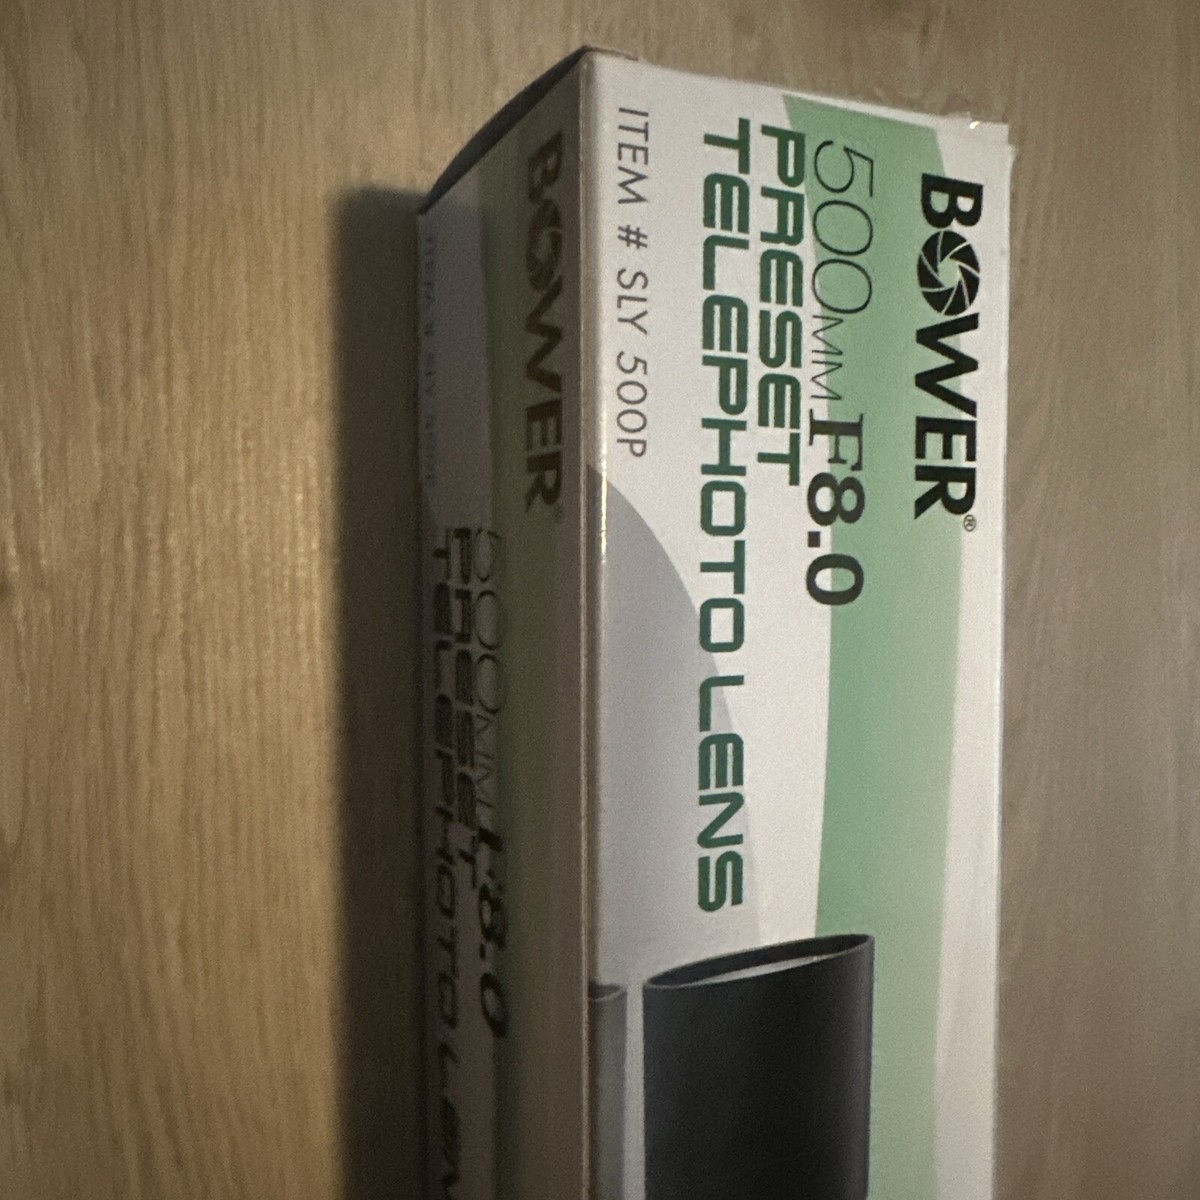 BOWER®
500MM F8.0
PRESET
TELEPHOTO LENS
ITEM # SLY 500P
BOWER®
500MM F8.0
PRESET
TELEPHOTO LENS